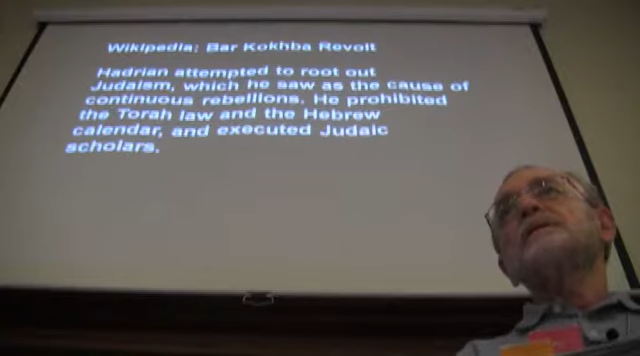 Wikipedia: Bar Kokhba Revolt
Hadrian attempted to root out
Judaism, which he saw as the cause of
continuous rebellions. He prohibited
the Torah law and the Hebrew
calendar, and executed Judaic
scholars.